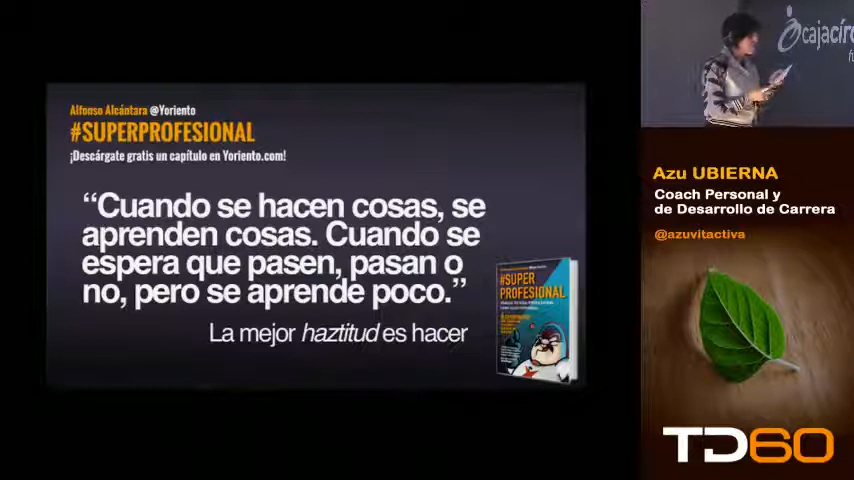 Alfonso Alcántara @Yoriento
#SUPERPROFESIONAL
¡Descárgate gratis un capítulo en Yoriento.com!
“Cuando se hacen cosas, se
aprenden cosas. Cuando se
espera que pasen, pasan o
no, pero se aprende poco.”
La mejor haztitud es hacer
#SUPER
PROFESIONAL
cajacírc
fu
Azu UBIERNA
Coach Personal y
de Desarrollo de Carrera
@azuvitactiva
TD60